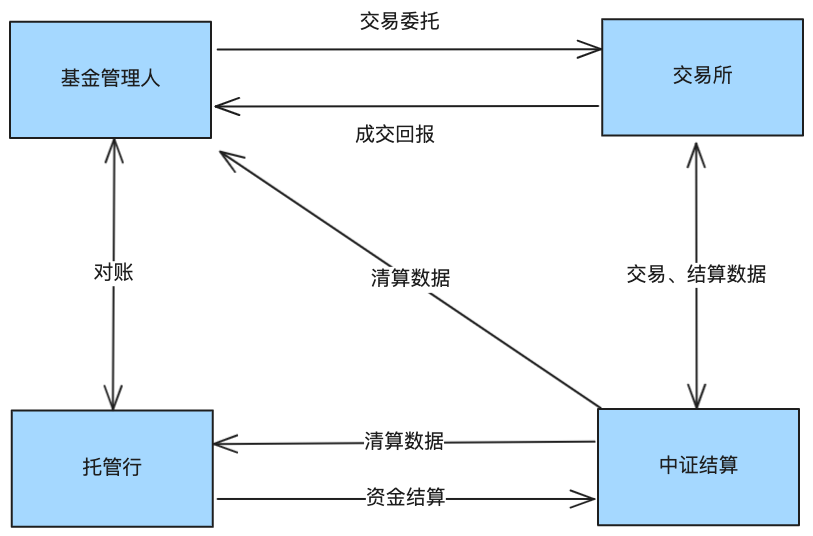 交易委托
基金管理人
交易所
成交回报
对账
清算数据
交易、结算数据
清算数据
托管行
中证结算
资金结算